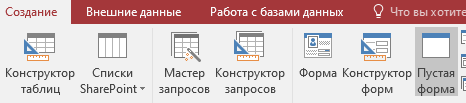 Создание Внешние данные Работа с базами данных Что вы хотите
Конструктор таблиц
Списки SharePoint
Мастер запросов
Конструктор запросов
Форма
Конструктор форм
Пустая форма